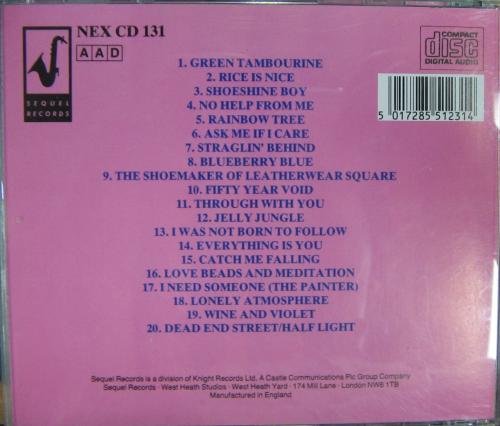 NEX CD 131
AAD
SEQUEL
RECORDS
COMPACT
disc
DIGITAL AUDIO
5 017285 512314
1. GREEN TAMBOURINE
2. RICE IS NICE
3. SHOESHINE BOY
4. NO HELP FROM ME
5. RAINBOW TREE
6. ASK ME IF I CARE
7. STRAGLIN' BEHIND
8. BLUEBERRY BLUE
9. THE SHOEMAKER OF LEATHERWEAR SQUARE
10. FIFTY YEAR VOID
11. THROUGH WITH YOU
12. JELLY JUNGLE
13. I WAS NOT BORN TO FOLLOW
14. EVERYTHING IS YOU
15. CATCH ME FALLING
16. LOVE BEADS AND MEDITATION
17. I NEED SOMEONE (THE PAINTER)
18. LONELY ATMOSPHERE
19. WINE AND VIOLET
20. DEAD END STREET/HALF LIGHT
Sequel Records is a division of Knight Records Ltd, A Castle Communications Plc Group Company
Sequel Records · West Heath Studios · West Heath Yard · 174 Mill Lane · London NW6 1TB
Manufactured in England